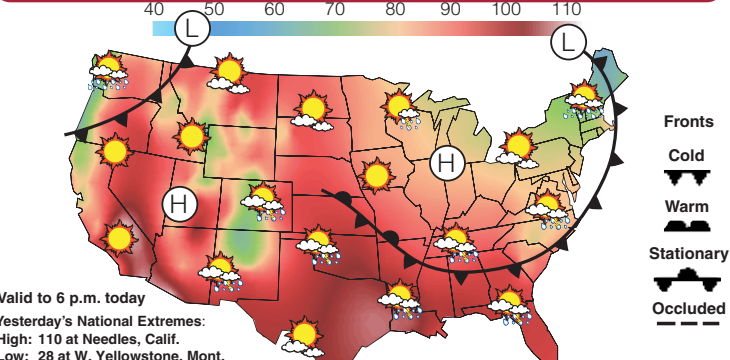 40 50 60 70 80 90 100 110
L
L
H
H
Fronts
Cold
Warm
Stationary
Occluded
Valid to 6 p.m. today
Yesterday's National Extremes:
High: 110 at Needles, Calif.
Low: 28 at W. Yellowstone, Mont.